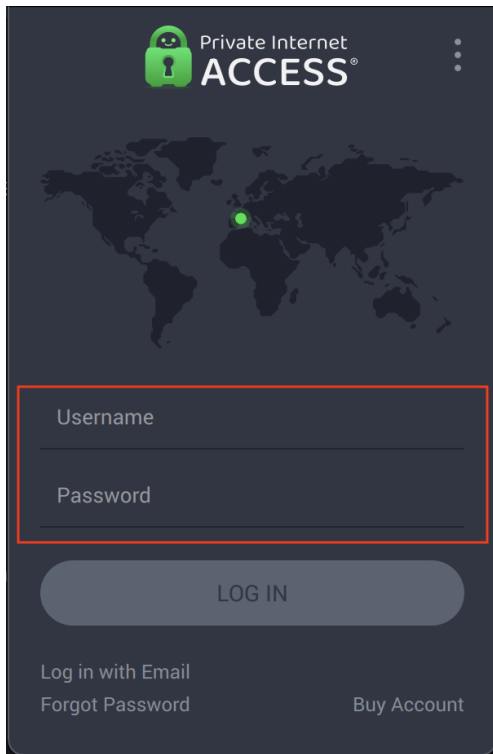 Private Internet
ACCESS®
Username
Password
LOG IN
Log in with Email
Forgot Password
Buy Account